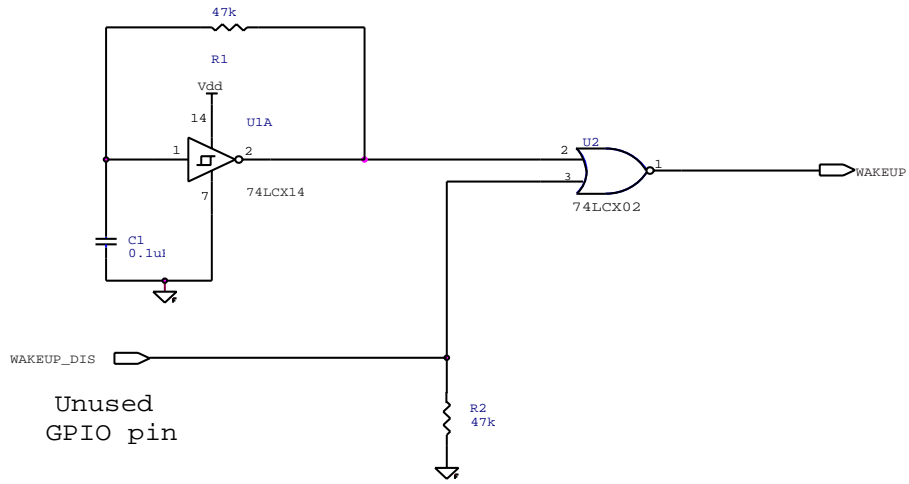 47k
R1
Vdd
14
U1A
1
2
7
74LCX14
C1
0.1u
U2
2
3
1
74LCX02
WAKEUP
WAKEUP_DIS
Unused
GPIO pin
R2
47k